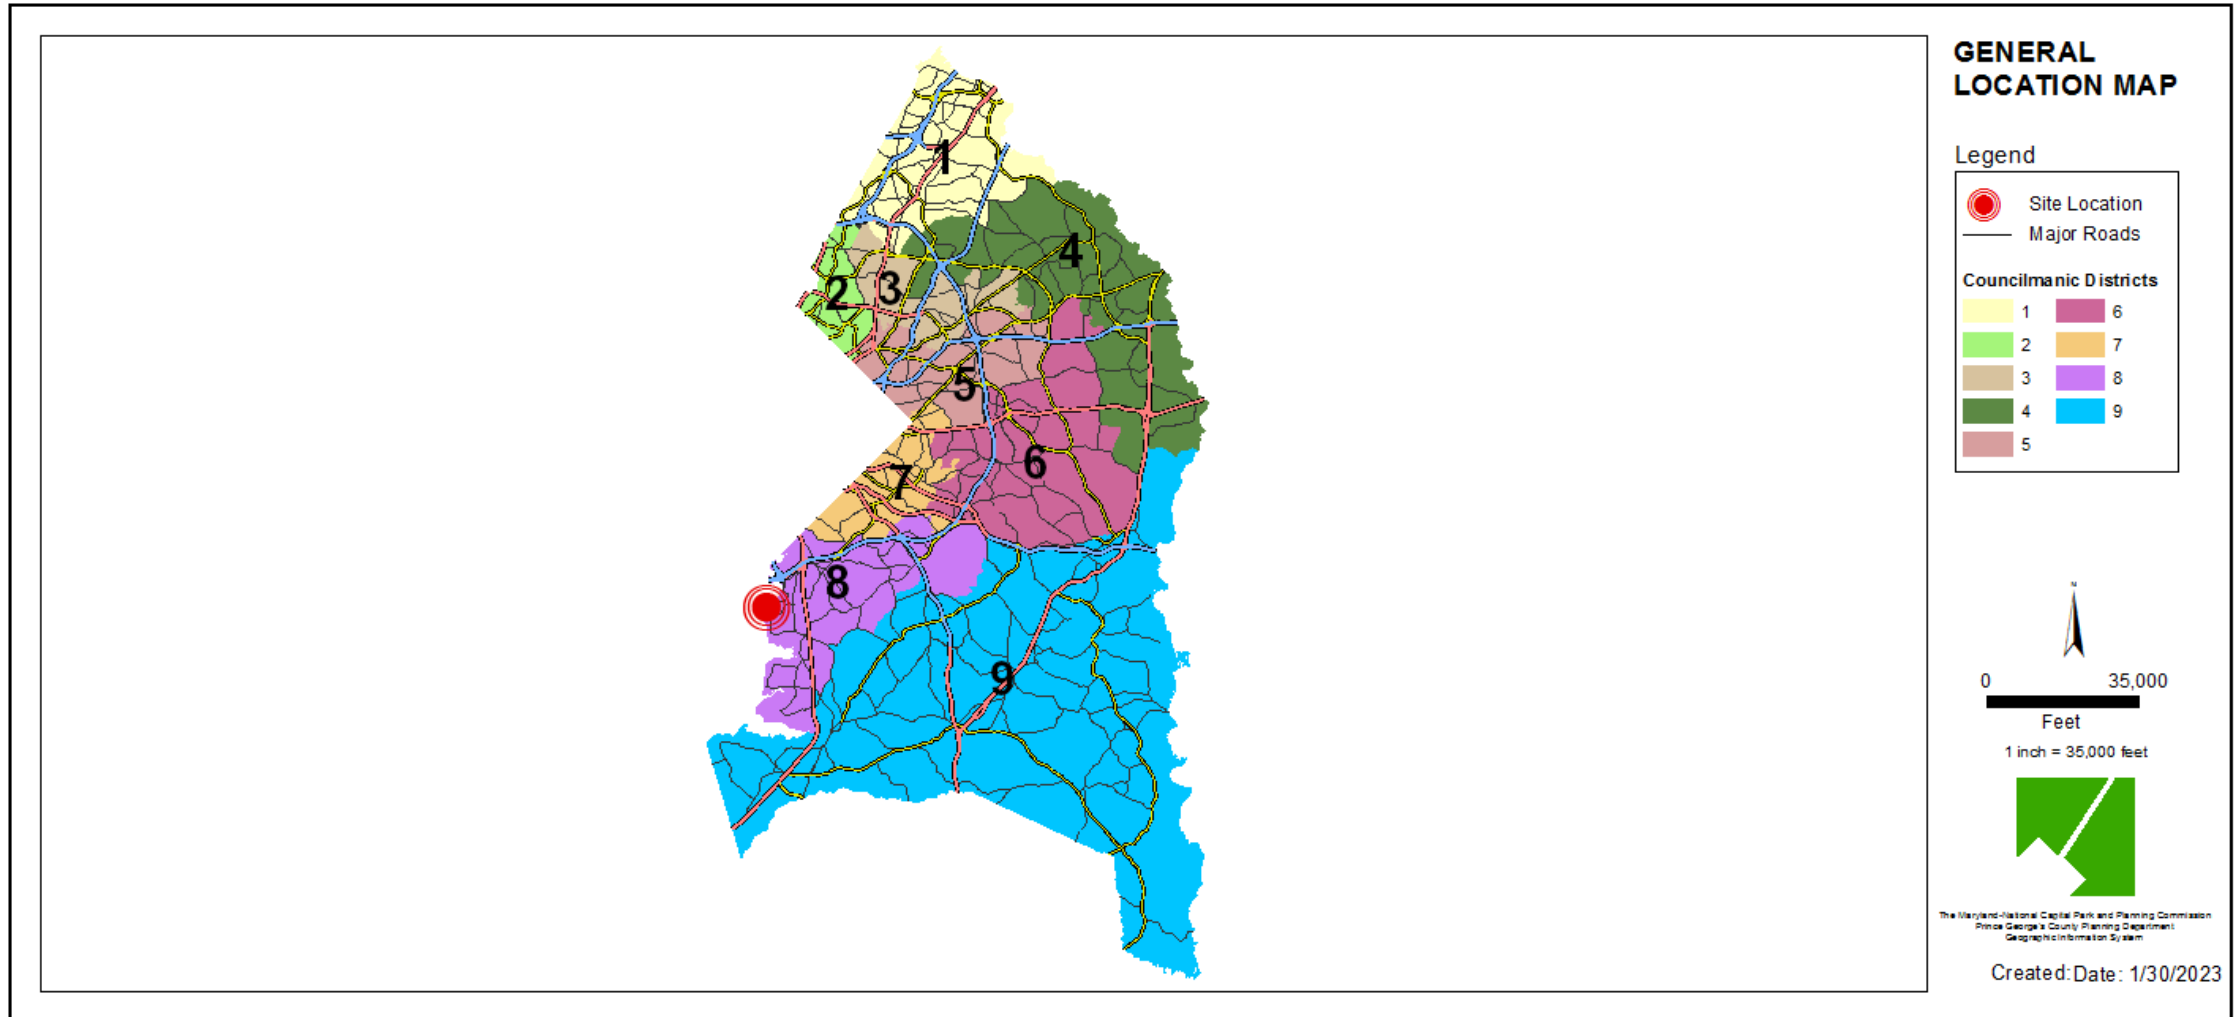 GENERAL
LOCATION MAP
Legend
Site Location
Major Roads
Councilmanic Districts
1 6
2 7
3 8
4 9
5
1
2
3
4
5
6
7
8
9
N
0 35,000
Feet
1 inch = 35,000 feet
The Maryland-National Capital Park and Planning Commission
Prince George's County Planning Department
Geographic Information System
Created: Date: 1/30/2023